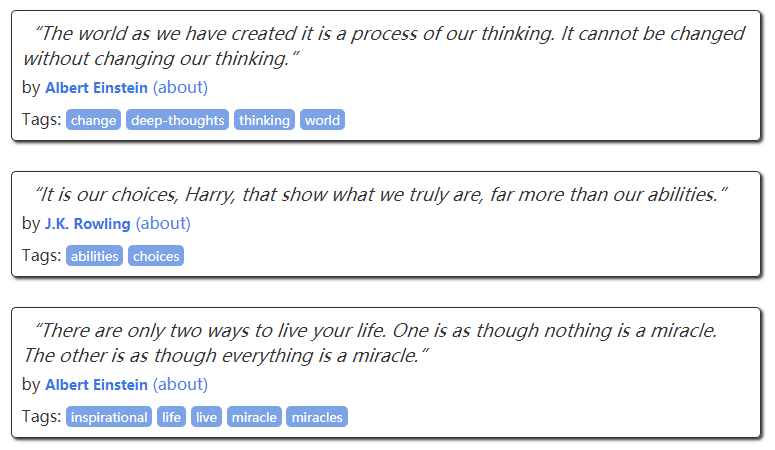 “The world as we have created it is a process of our thinking. It cannot be changed
without changing our thinking.”
by Albert Einstein (about)
Tags: change deep-thoughts thinking world
“It is our choices, Harry, that show what we truly are, far more than our abilities.”
by J.K. Rowling (about)
Tags: abilities choices
“There are only two ways to live your life. One is as though nothing is a miracle.
The other is as though everything is a miracle.”
by Albert Einstein (about)
Tags: inspirational life live miracle miracles